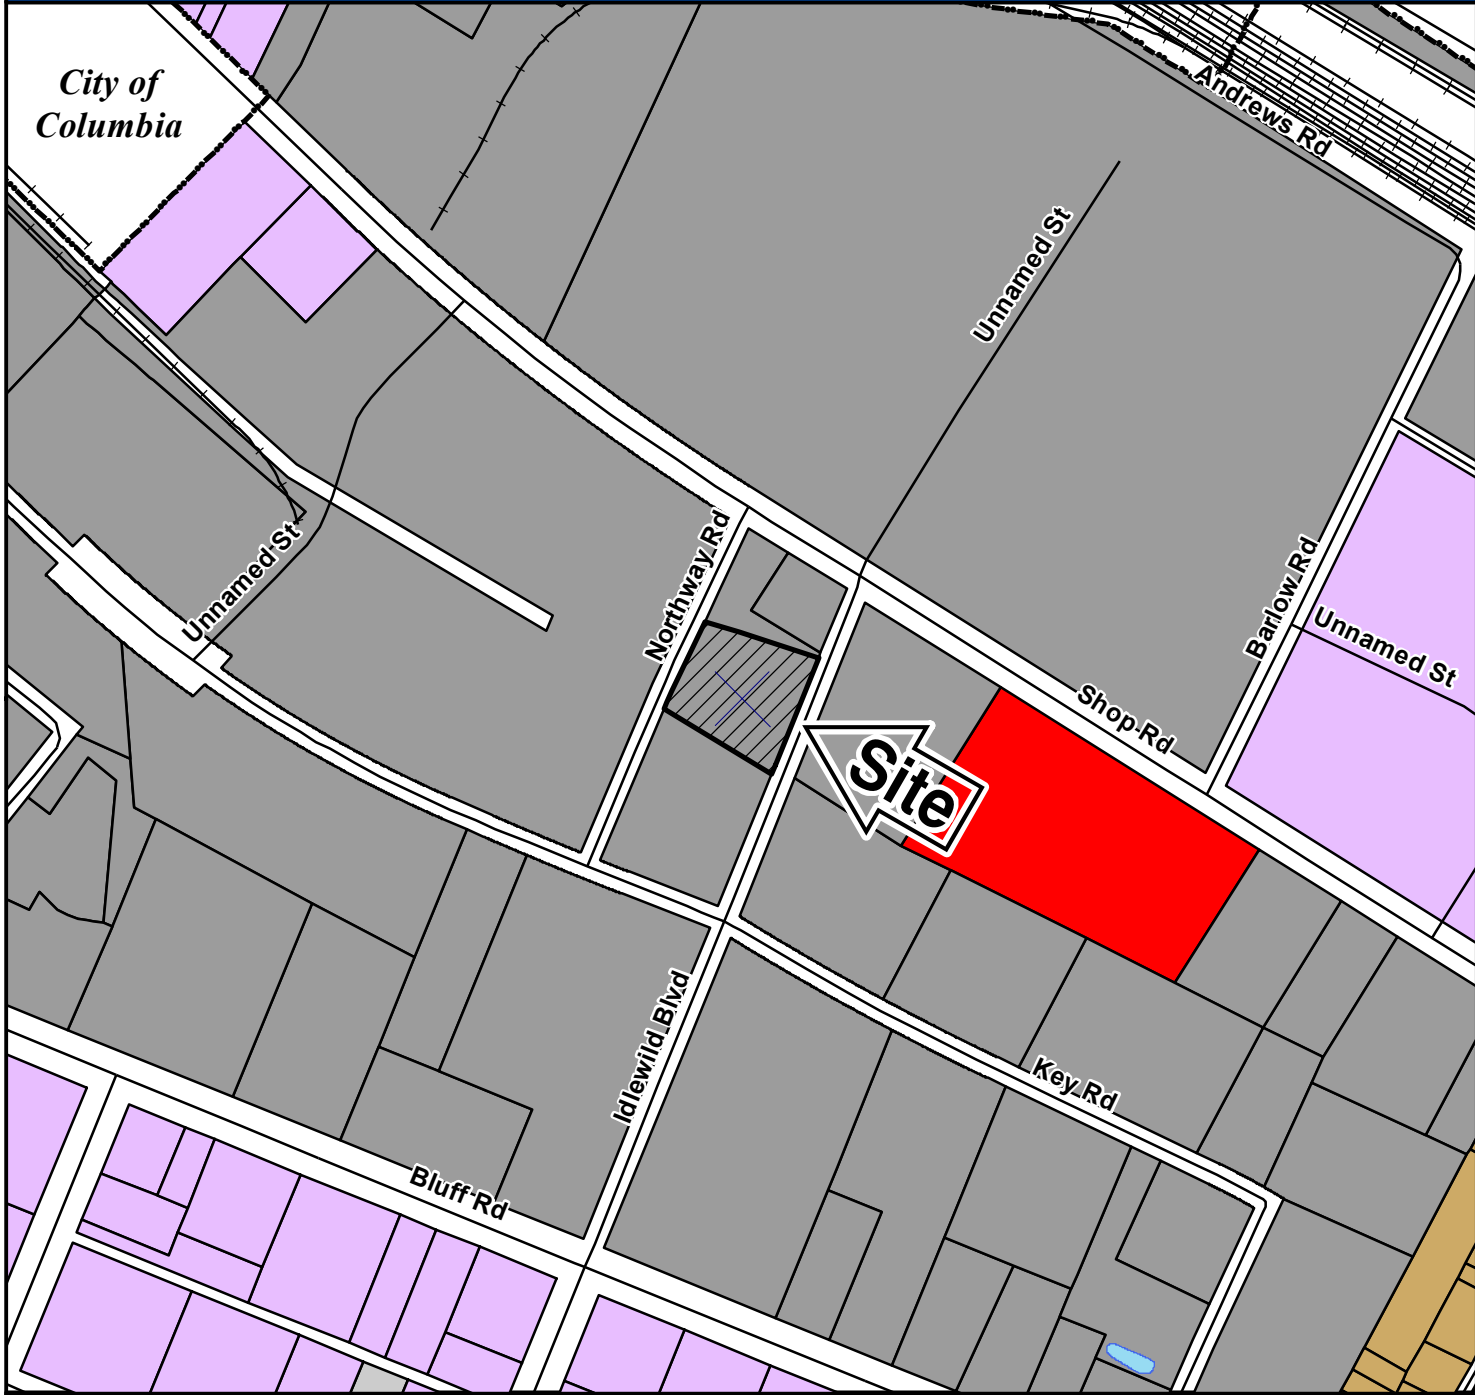 City of
Columbia
Andrews Rd
Unnamed St
Northway Rd
Unnamed St
Barlow Rd
Unnamed St
Shop Rd
Site
Idlewild Blvd
Key Rd
Bluff Rd